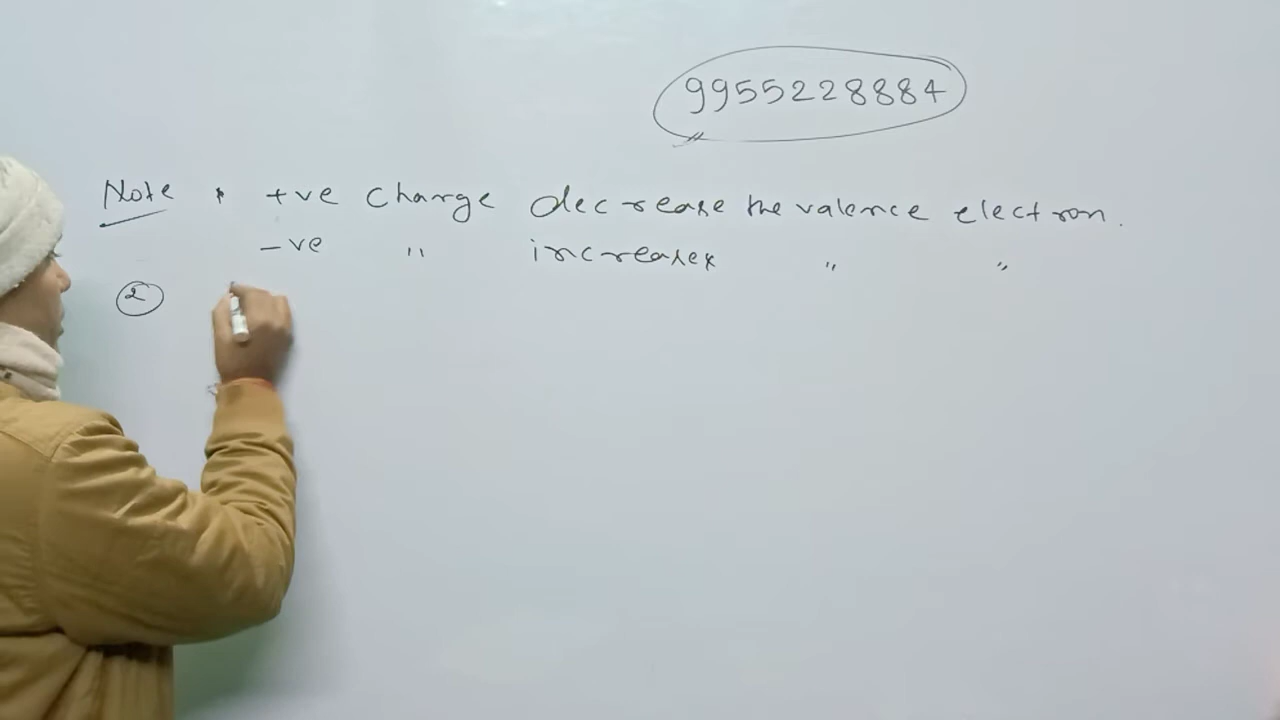 9955228884
Note * +ve charge decrease the valence electron.
-ve " increases " "
②